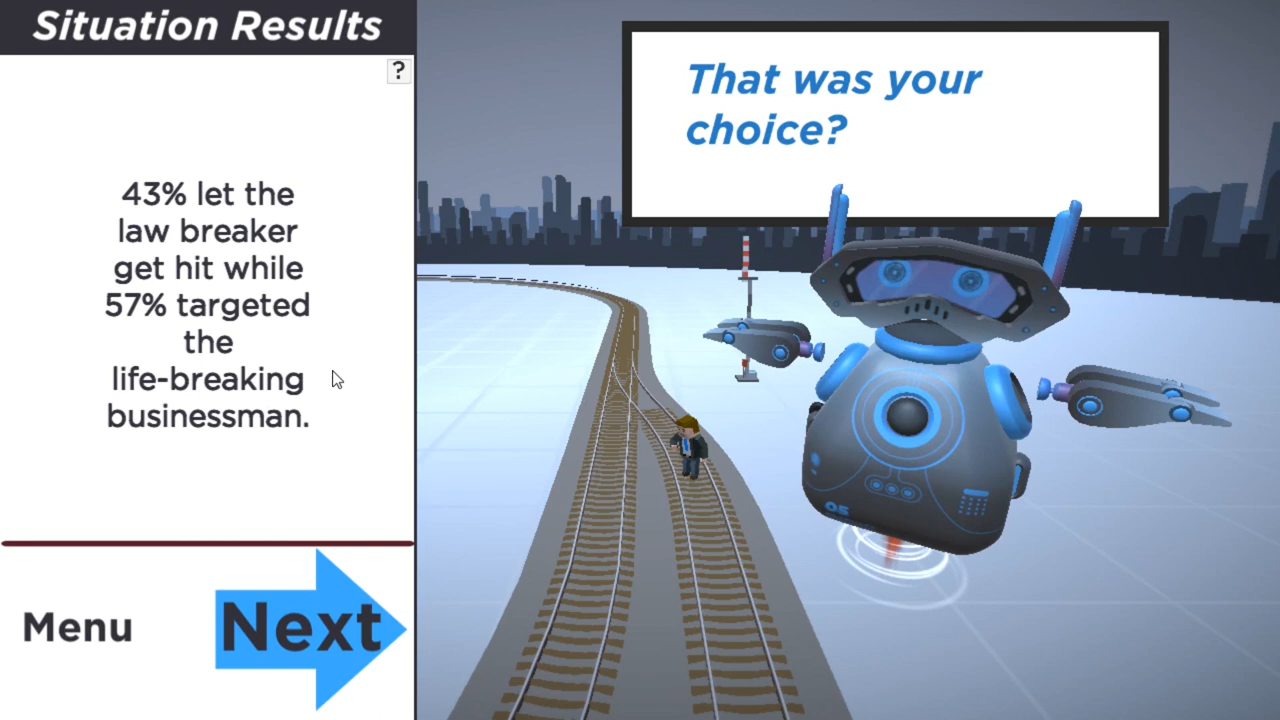 Situation Results
?
43% let the
law breaker
get hit while
57% targeted
the
life-breaking
businessman.
Menu
Next
That was your
choice?
05